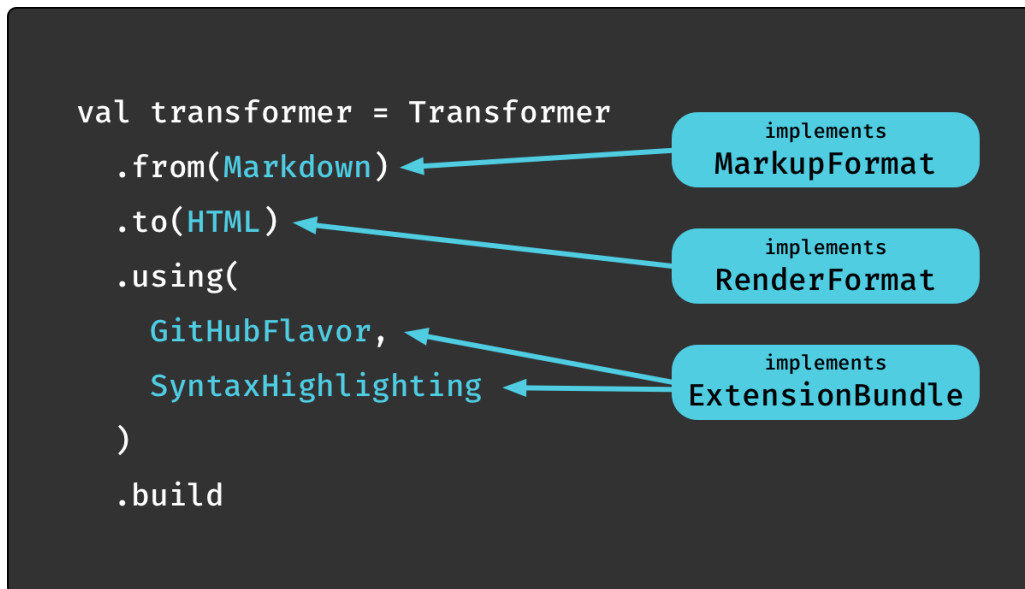 val transformer = Transformer
.from(Markdown)
.to(HTML)
.using(
GitHubFlavor,
SyntaxHighlighting
)
.build
implements
MarkupFormat
implements
RenderFormat
implements
ExtensionBundle